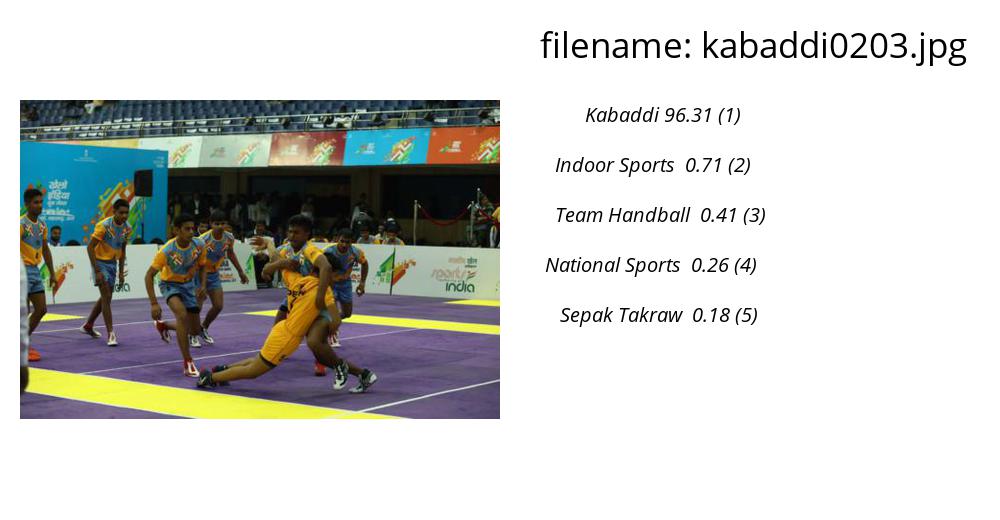 filename: kabaddi0203.jpg
Kabaddi 96.31 (1)
Indoor Sports 0.71 (2)
Team Handball 0.41 (3)
National Sports 0.26 (4)
Sepak Takraw 0.18 (5)
खेलो
इंडिया
sports
india